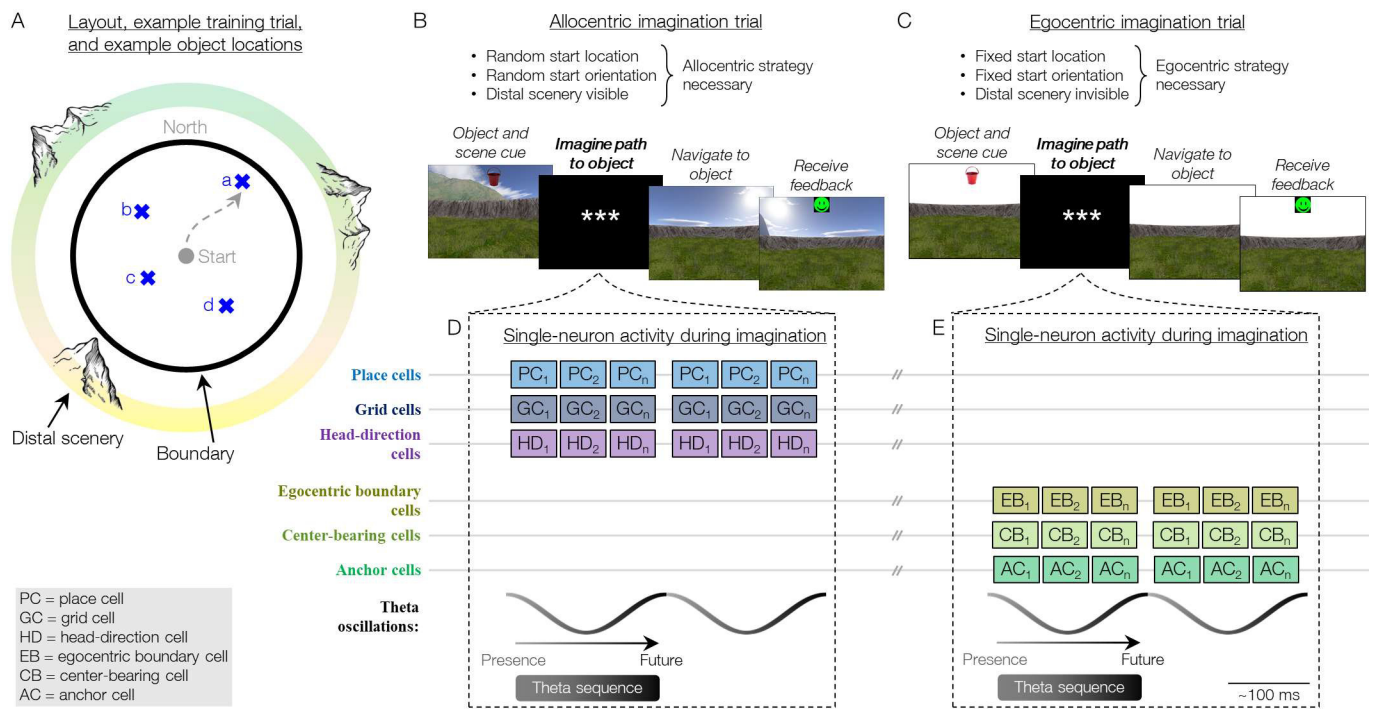 A
Layout, example training trial,
and example object locations
North
a
b
Start
c
d
Distal scenery
Boundary
B
Allocentric imagination trial
• Random start location
• Random start orientation
• Distal scenery visible
Allocentric strategy
necessary
Object and
scene cue
Imagine path
to object
Navigate to
object
Receive
feedback
***
C
Egocentric imagination trial
• Fixed start location
• Fixed start orientation
• Distal scenery invisible
Egocentric strategy
necessary
Object and
scene cue
Imagine path
to object
Navigate to
object
Receive
feedback
***
D
Single-neuron activity during imagination
E
Single-neuron activity during imagination
Place cells
PC1 PC2 PCn PC1 PC2 PCn
Grid cells
GC1 GC2 GCn GC1 GC2 GCn
Head-direction
cells
HD1 HD2 HDn HD1 HD2 HDn
Egocentric boundary
cells
EB1 EB2 EBn EB1 EB2 EBn
Center-bearing cells
CB1 CB2 CBn CB1 CB2 CBn
Anchor cells
AC1 AC2 ACn AC1 AC2 ACn
Theta
oscillations:
Presence Future
Theta sequence
Presence Future
Theta sequence
~100 ms
PC = place cell
GC = grid cell
HD = head-direction cell
EB = egocentric boundary cell
CB = center-bearing cell
AC = anchor cell